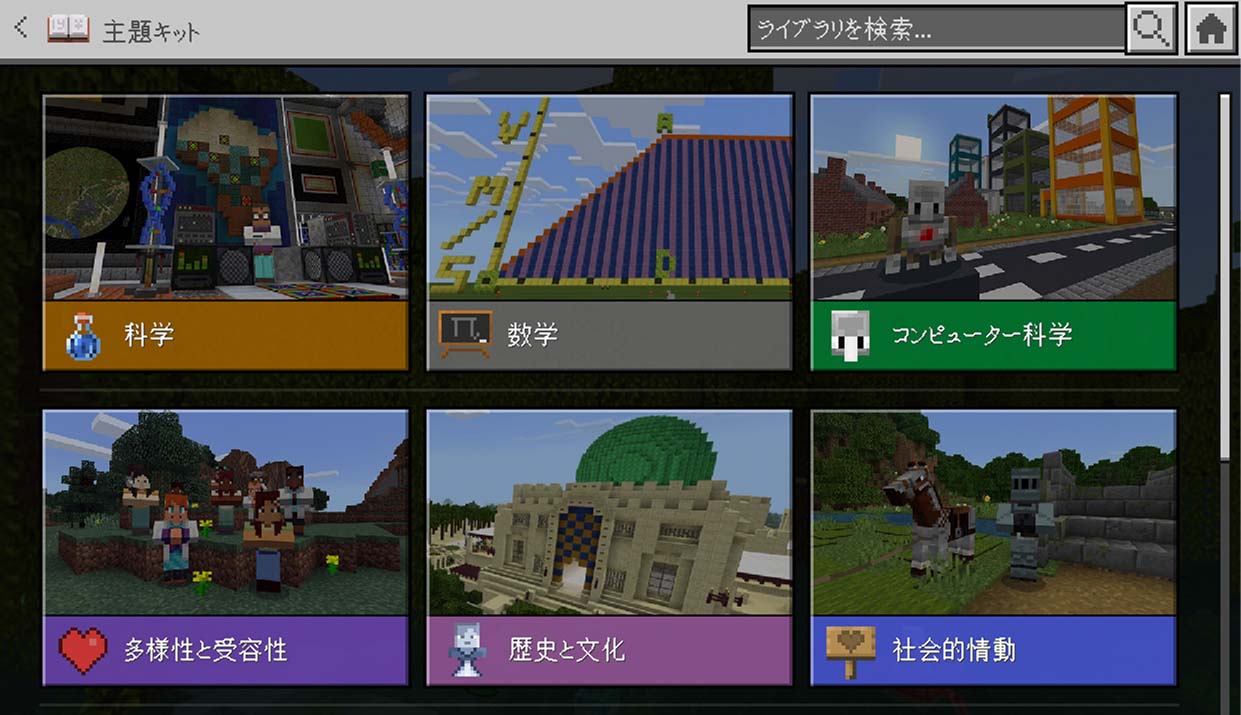 主題キット
ライブラリを検索...
科学
数学
コンピューター科学
多様性と受容性
歴史と文化
社会的情動